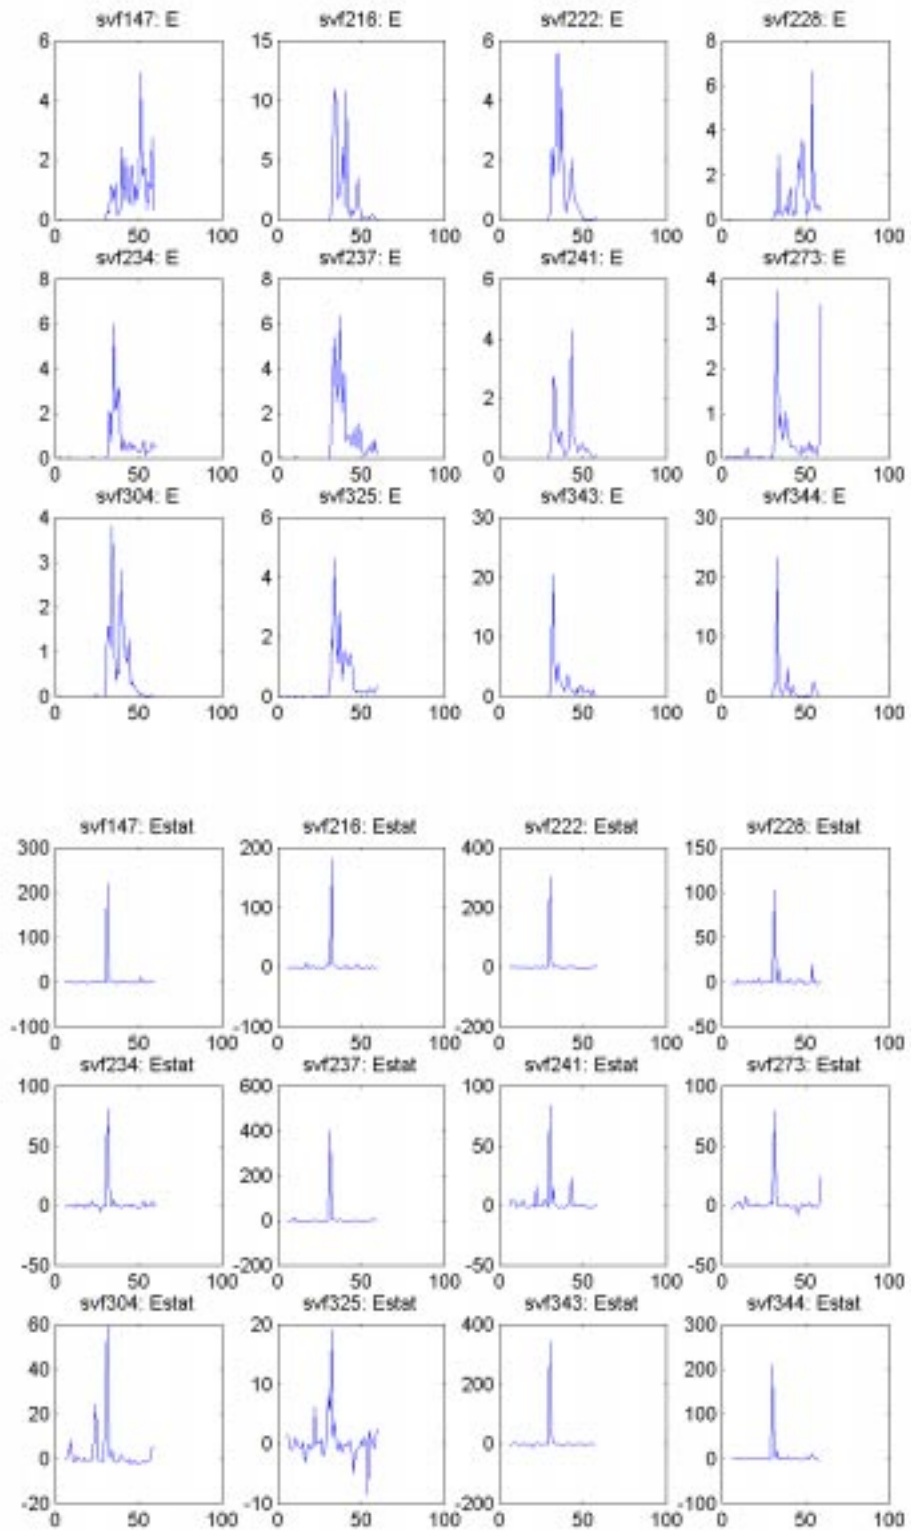 svf147: E svf216: E svf222: E svf228: E
6 15 6 8
4 10 4 6
2 5 2 4
2
0 0 0 0
0 50 100 0 50 100 0 50 100 0 50 100
svf234: E svf237: E svf241: E svf273: E
8 8 6 4
6 6 4 3
4 4 2 2
2 2 1
0 0 0 0
0 50 100 0 50 100 0 50 100 0 50 100
svf304: E svf325: E svf343: E svf344: E
4 6 30 30
3 4 20 20
2 2 10 10
1
0 0 0 0
0 50 100 0 50 100 0 50 100 0 50 100
svf147: Estat svf216: Estat svf222: Estat svf228: Estat
300 200 400 150
200 100 200 100
100 50
0 0 0 0
-100 -100 -200 -50
0 50 100 0 50 100 0 50 100 0 50 100
svf234: Estat svf237: Estat svf241: Estat svf273: Estat
100 600 100 100
50 400 50 50
200
0 0 0 0
-50 -200 -50 -50
0 50 100 0 50 100 0 50 100 0 50 100
svf304: Estat svf325: Estat svf343: Estat svf344: Estat
60 20 400 300
40 10 200 200
20 100
0 0 0 0
-20 -10 -200 -100
0 50 100 0 50 100 0 50 100 0 50 100